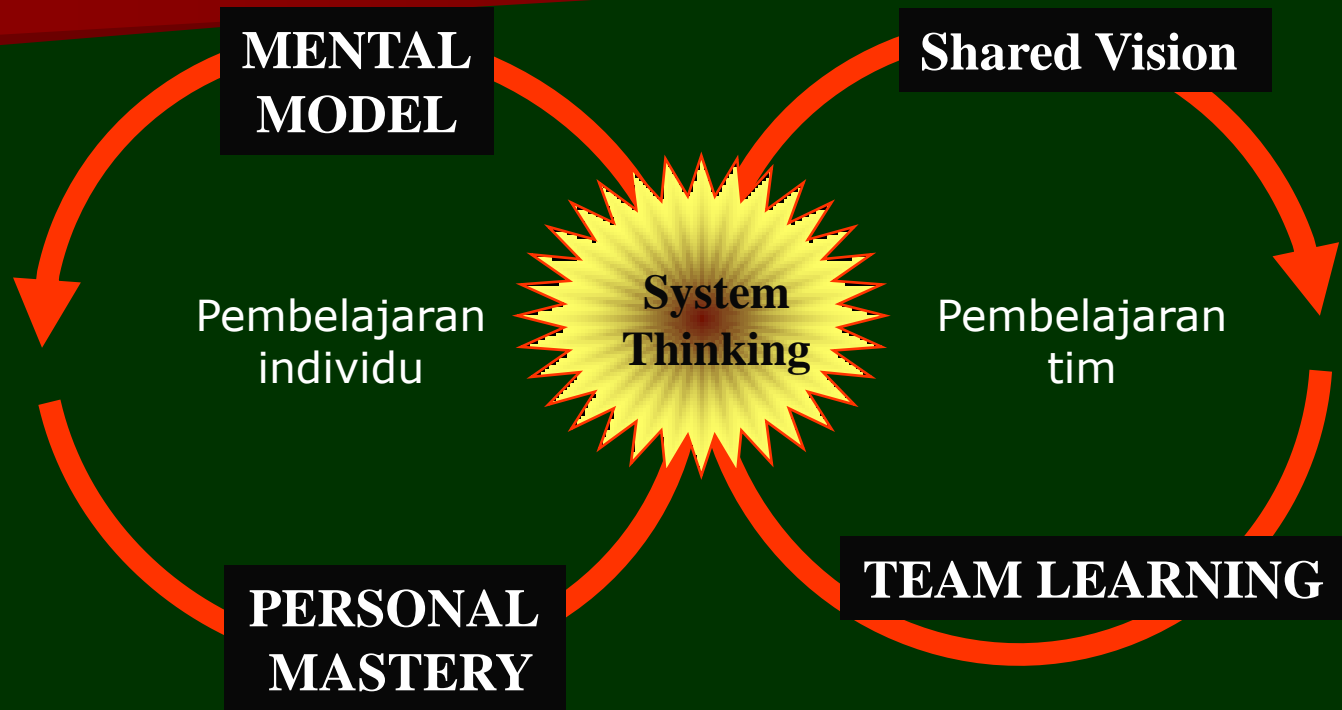 MENTAL
MODEL
Shared Vision
System
Thinking
Pembelajaran
individu
Pembelajaran
tim
PERSONAL
MASTERY
TEAM LEARNING